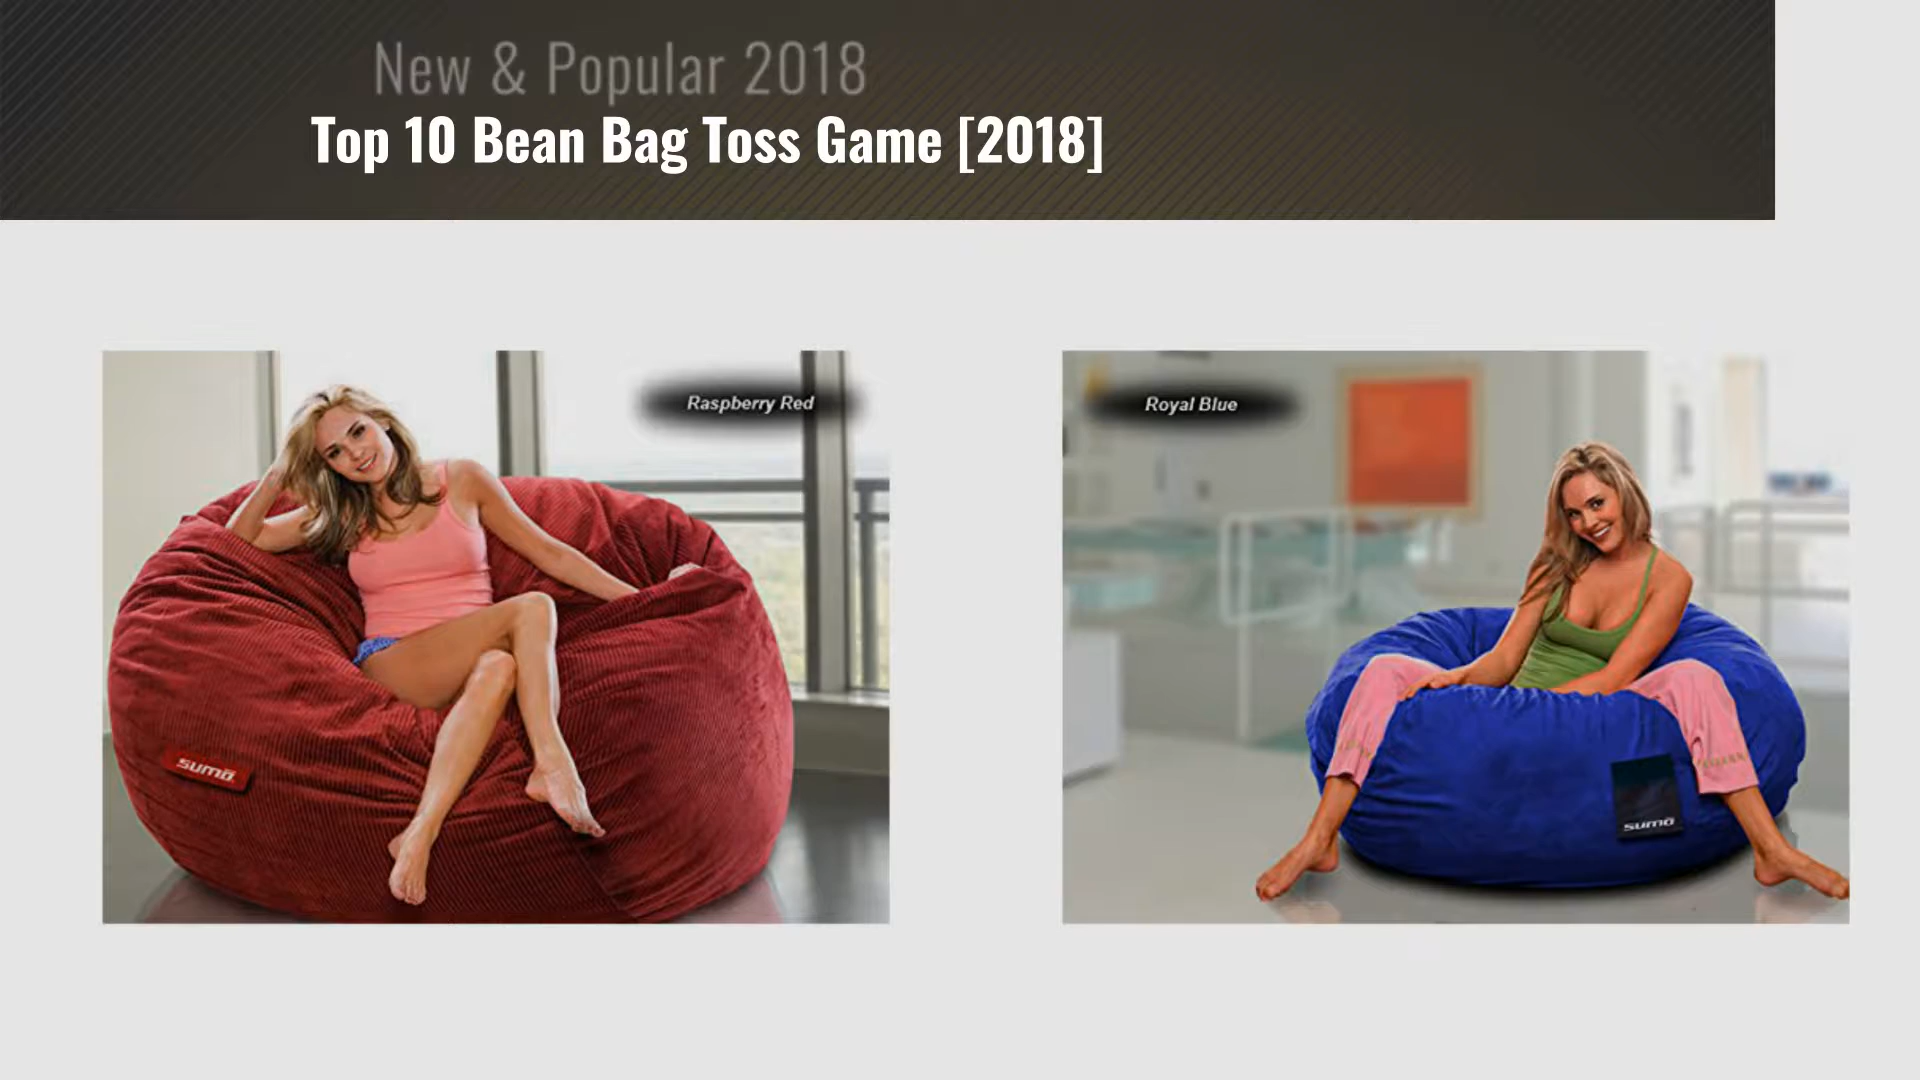 New & Popular 2018
Top 10 Bean Bag Toss Game [2018]
Raspberry Red
Royal Blue
sumo
sumo